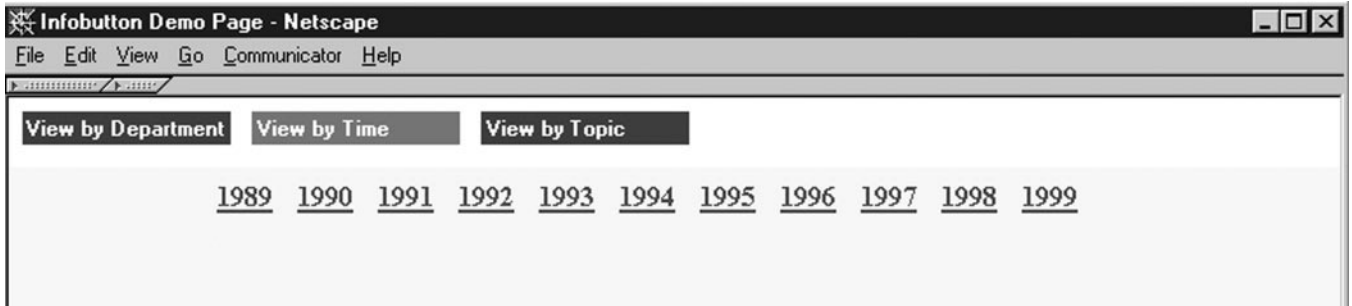 Infobutton Demo Page - Netscape
File Edit View Go Communicator Help
View by Department View by Time View by Topic
1989 1990 1991 1992 1993 1994 1995 1996 1997 1998 1999